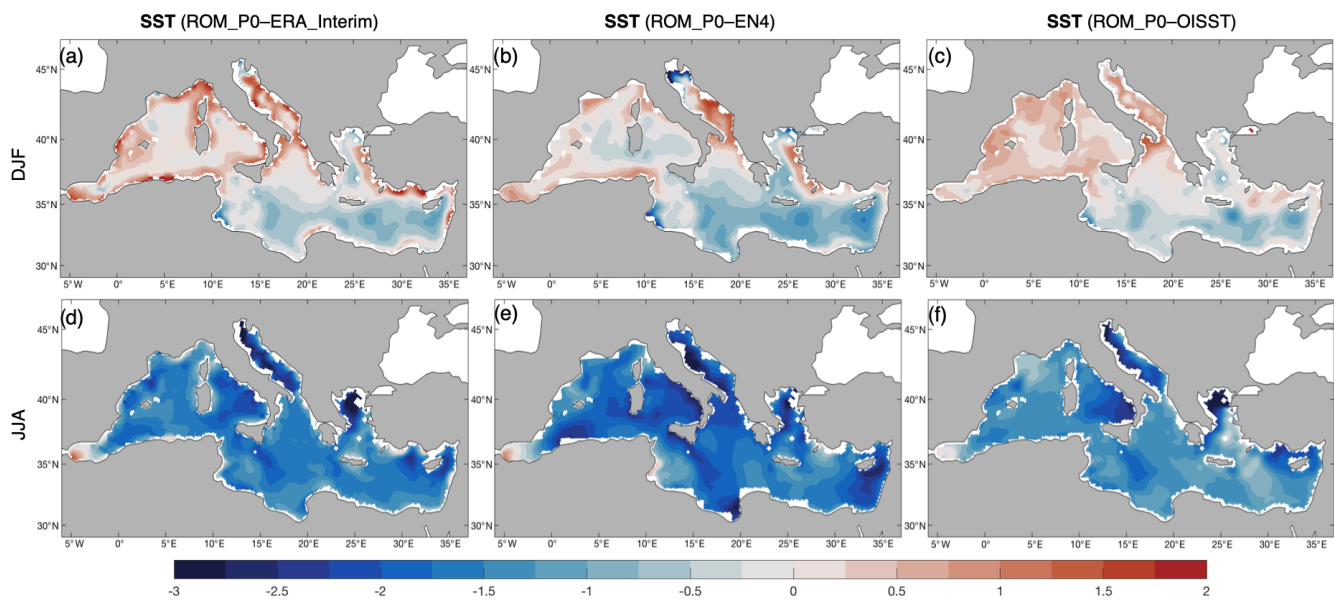 SST (ROM_P0–ERA_Interim) SST (ROM_P0–EN4) SST (ROM_P0–OISST)
DJF
(a) (b) (c)
45°N 45°N 45°N
40°N 40°N 40°N
35°N 35°N 35°N
30°N 30°N 30°N
5°W 0° 5°E 10°E 15°E 20°E 25°E 30°E 35°E 5°W 0° 5°E 10°E 15°E 20°E 25°E 30°E 35°E 5°W 0° 5°E 10°E 15°E 20°E 25°E 30°E 35°E
JJA
(d) (e) (f)
45°N 45°N 45°N
40°N 40°N 40°N
35°N 35°N 35°N
30°N 30°N 30°N
5°W 0° 5°E 10°E 15°E 20°E 25°E 30°E 35°E 5°W 0° 5°E 10°E 15°E 20°E 25°E 30°E 35°E 5°W 0° 5°E 10°E 15°E 20°E 25°E 30°E 35°E
-3 -2.5 -2 -1.5 -1 -0.5 0 0.5 1 1.5 2